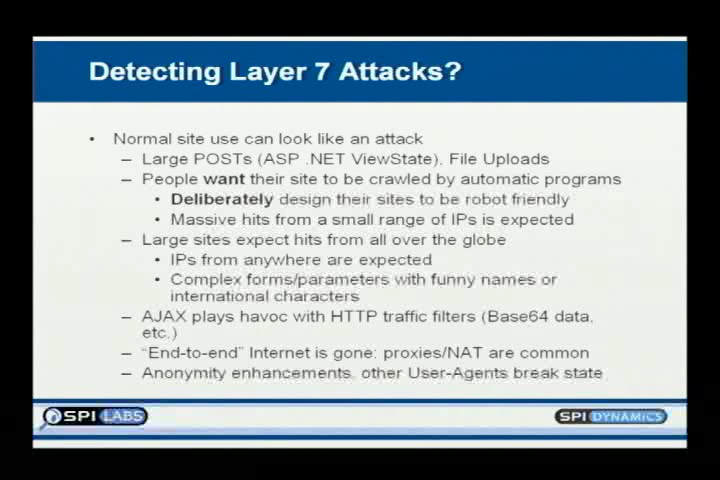 Detecting Layer 7 Attacks?
• Normal site use can look like an attack
– Large POSTs (ASP .NET ViewState), File Uploads
– People want their site to be crawled by automatic programs
• Deliberately design their sites to be robot friendly
• Massive hits from a small range of IPs is expected
– Large sites expect hits from all over the globe
• IPs from anywhere are expected
• Complex forms/parameters with funny names or
international characters
– AJAX plays havoc with HTTP traffic filters (Base64 data,
etc.)
– “End-to-end” Internet is gone: proxies/NAT are common
– Anonymity enhancements, other User-Agents break state
SPI LABS
SPI DYNAMICS